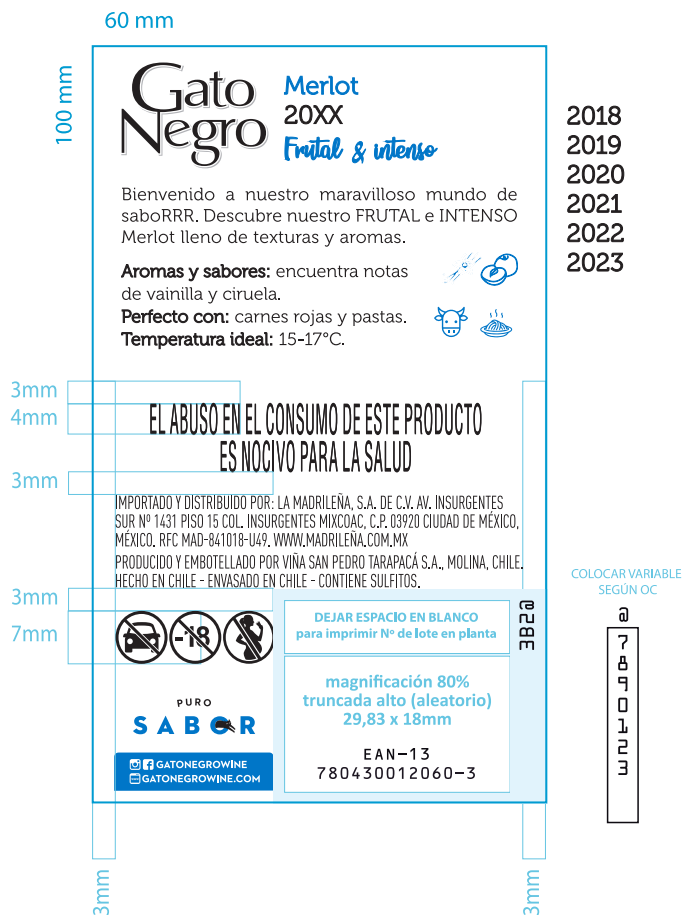 60 mm
100 mm
Gato
Negro
Merlot
20XX
Frutal & intenso
2018
2019
2020
2021
2022
2023
Bienvenido a nuestro maravilloso mundo de
saboRRR. Descubre nuestro FRUTAL e INTENSO
Merlot lleno de texturas y aromas.
Aromas y sabores: encuentra notas
de vainilla y ciruela.
Perfecto con: carnes rojas y pastas.
Temperatura ideal: 15-17°C.
3mm
4mm
EL ABUSO EN EL CONSUMO DE ESTE PRODUCTO
ES NOCIVO PARA LA SALUD
3mm
IMPORTADO Y DISTRIBUIDO POR: LA MADRILEÑA, S.A. DE C.V. AV. INSURGENTES
SUR Nº 1431 PISO 15 COL. INSURGENTES MIXCOAC, C.P. 03920 CIUDAD DE MÉXICO,
MÉXICO. RFC MAD-841018-U49. WWW.MADRILEÑA.COM.MX
PRODUCIDO Y EMBOTELLADO POR VIÑA SAN PEDRO TARAPACÁ S.A., MOLINA, CHILE.
HECHO EN CHILE - ENVASADO EN CHILE - CONTIENE SULFITOS.
3mm
7mm
-18
DEJAR ESPACIO EN BLANCO
para imprimir Nº de lote en planta
3B2@
COLOCAR VARIABLE
SEGÚN OC
@
7
8
9
0
1
2
3
magnificación 80%
truncada alto (aleatorio)
29,83 x 18mm
EAN-13
780430012060-3
PURO
SABOR
GATONEGROWINE
GATONEGROWINE.COM
3mm
3mm